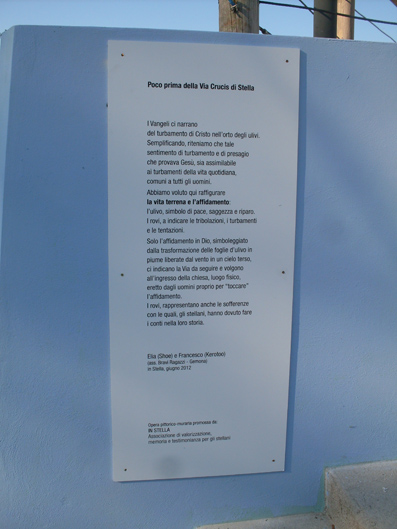 Poco prima della Via Crucis di Stella
I Vangeli ci narrano
del turbamento di Cristo nell'orto degli ulivi.
Semplificando, riteniamo che tale
sentimento di turbamento e di presagio
che provava Gesù, sia assimilabile
ai turbamenti della vita quotidiana,
comuni a tutti gli uomini.
Abbiamo voluto qui raffigurare
la vita terrena e l'affidamento:
l'ulivo, simbolo di pace, saggezza e riparo.
I rovi, a indicare le tribolazioni, i turbamenti
e le tentazioni.
Solo l'affidamento in Dio, simboleggiato
dalla trasformazione delle foglie d'ulivo in
piume liberate dal vento in un cielo terso,
ci indicano la Via da seguire e volgono
all'ingresso della chiesa, luogo fisico,
eretto dagli uomini proprio per "toccare"
l'affidamento.
I rovi, rappresentano anche le sofferenze
con le quali, gli stellani, hanno dovuto fare
i conti nella loro storia.
Elia (Shoe) e Francesco (Kerotoo)
(ass. Bravi Ragazzi - Gemona)
in Stella, giugno 2012
Opera pittorico-muraria promossa da:
IN STELLA
Associazione di valorizzazione,
memoria e testimonianza per gli stellani